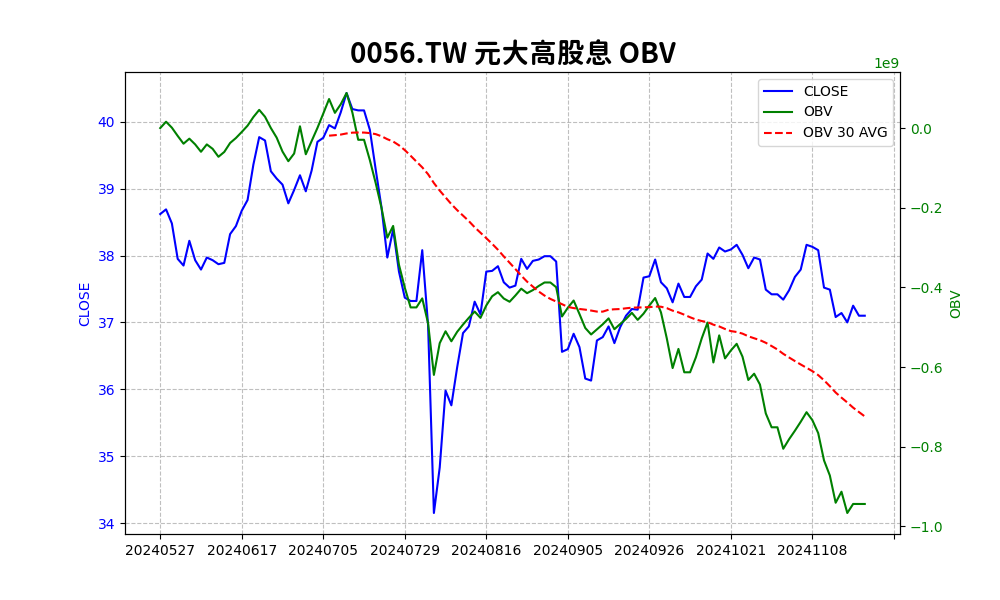 0056.TW 元大高股息 OBV
1e9
CLOSE
OBV
OBV 30 AVG
40
39
38
37
36
35
34
CLOSE
0.0
−0.2
−0.4
−0.6
−0.8
−1.0
OBV
20240527 20240617 20240705 20240729 20240816 20240905 20240926 20241021 20241108